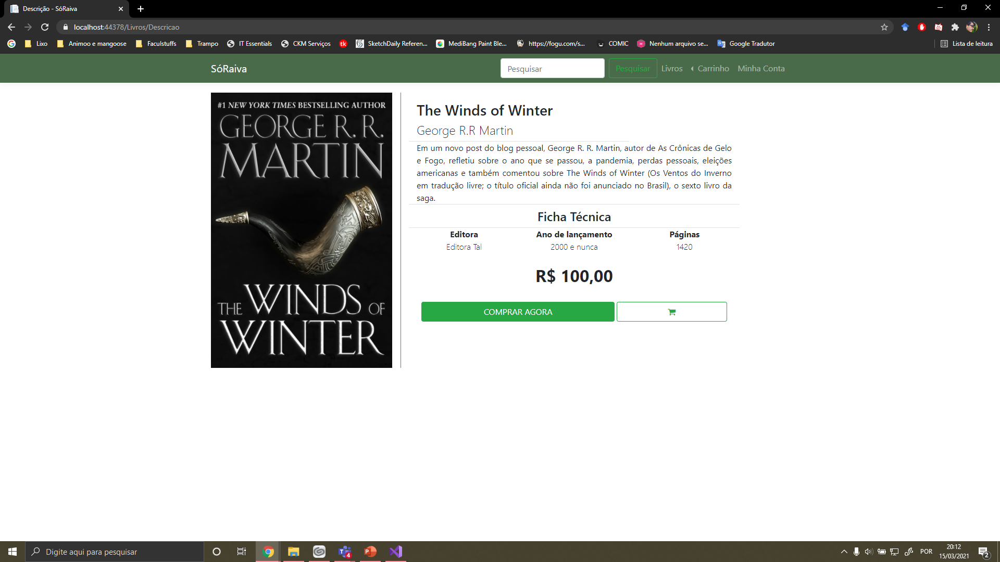 Descrição - SóRaiva
localhost:44378/Livros/Descricao
Lixo Animoo e mangoose Faculstuffs Trampo IT Essentials CKM Serviços tk SketchDaily Referen... MediBang Paint Ble... https://fogu.com/s... COMIC Nenhum arquivo se... Google Tradutor Lista de leitura
SóRaiva Pesquisar Pesquisar Livros Carrinho Minha Conta
#1 NEW YORK TIMES BESTSELLING AUTHOR
GEORGE R. R.
MARTIN
THE WINDS OF
WINTER
The Winds of Winter
George R.R Martin
Em um novo post do blog pessoal, George R. R. Martin, autor de As Crônicas de Gelo
e Fogo, refletiu sobre o ano que se passou, a pandemia, perdas pessoais, eleições
americanas e também comentou sobre The Winds of Winter (Os Ventos do Inverno
em tradução livre; o título oficial ainda não foi anunciado no Brasil), o sexto livro da
saga.
Ficha Técnica
Editora Ano de lançamento Páginas
Editora Tal 2000 e nunca 1420
R$ 100,00
COMPRAR AGORA
Digite aqui para pesquisar
4
POR
20:12
15/03/2021
2